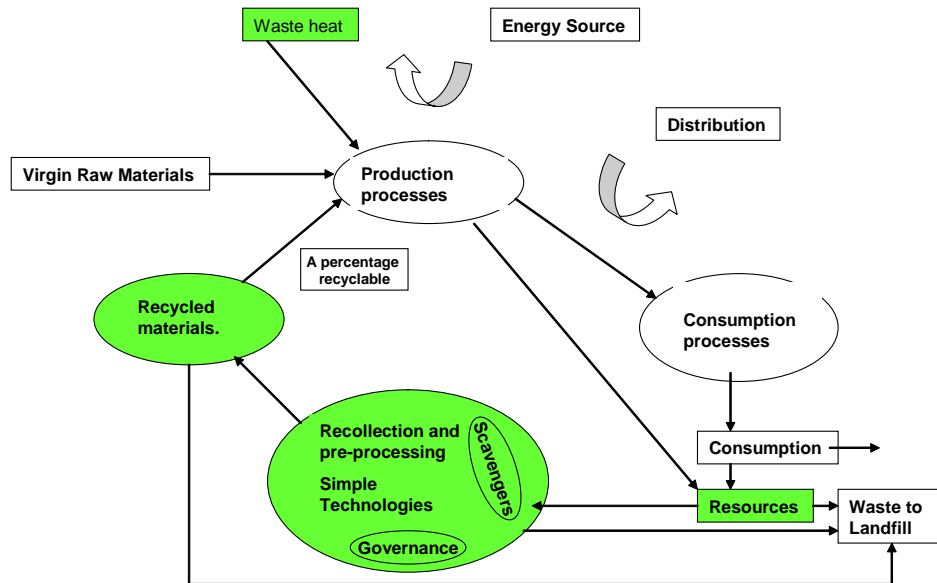 Waste heat
Energy Source
Distribution
Virgin Raw Materials
Production
processes
A percentage
recyclable
Recycled
materials.
Consumption
processes
Recollection and
pre-processing
Simple
Technologies
Scavengers
Governance
Consumption
Resources
Waste to
Landfill